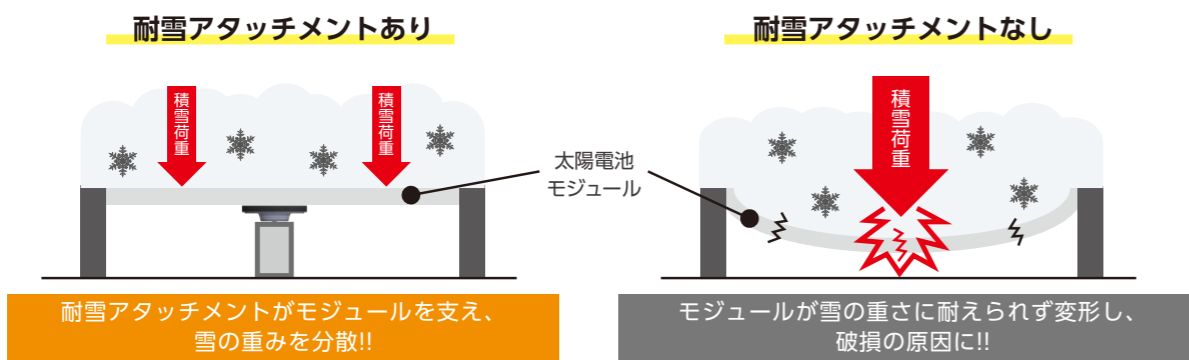 耐雪アタッチメントあり
耐雪アタッチメントなし
積雪荷重
積雪荷重
積雪荷重
太陽電池
モジュール
耐雪アタッチメントがモジュールを支え、
雪の重みを分散!!
モジュールが雪の重さに耐えられず変形し、
破損の原因に!!